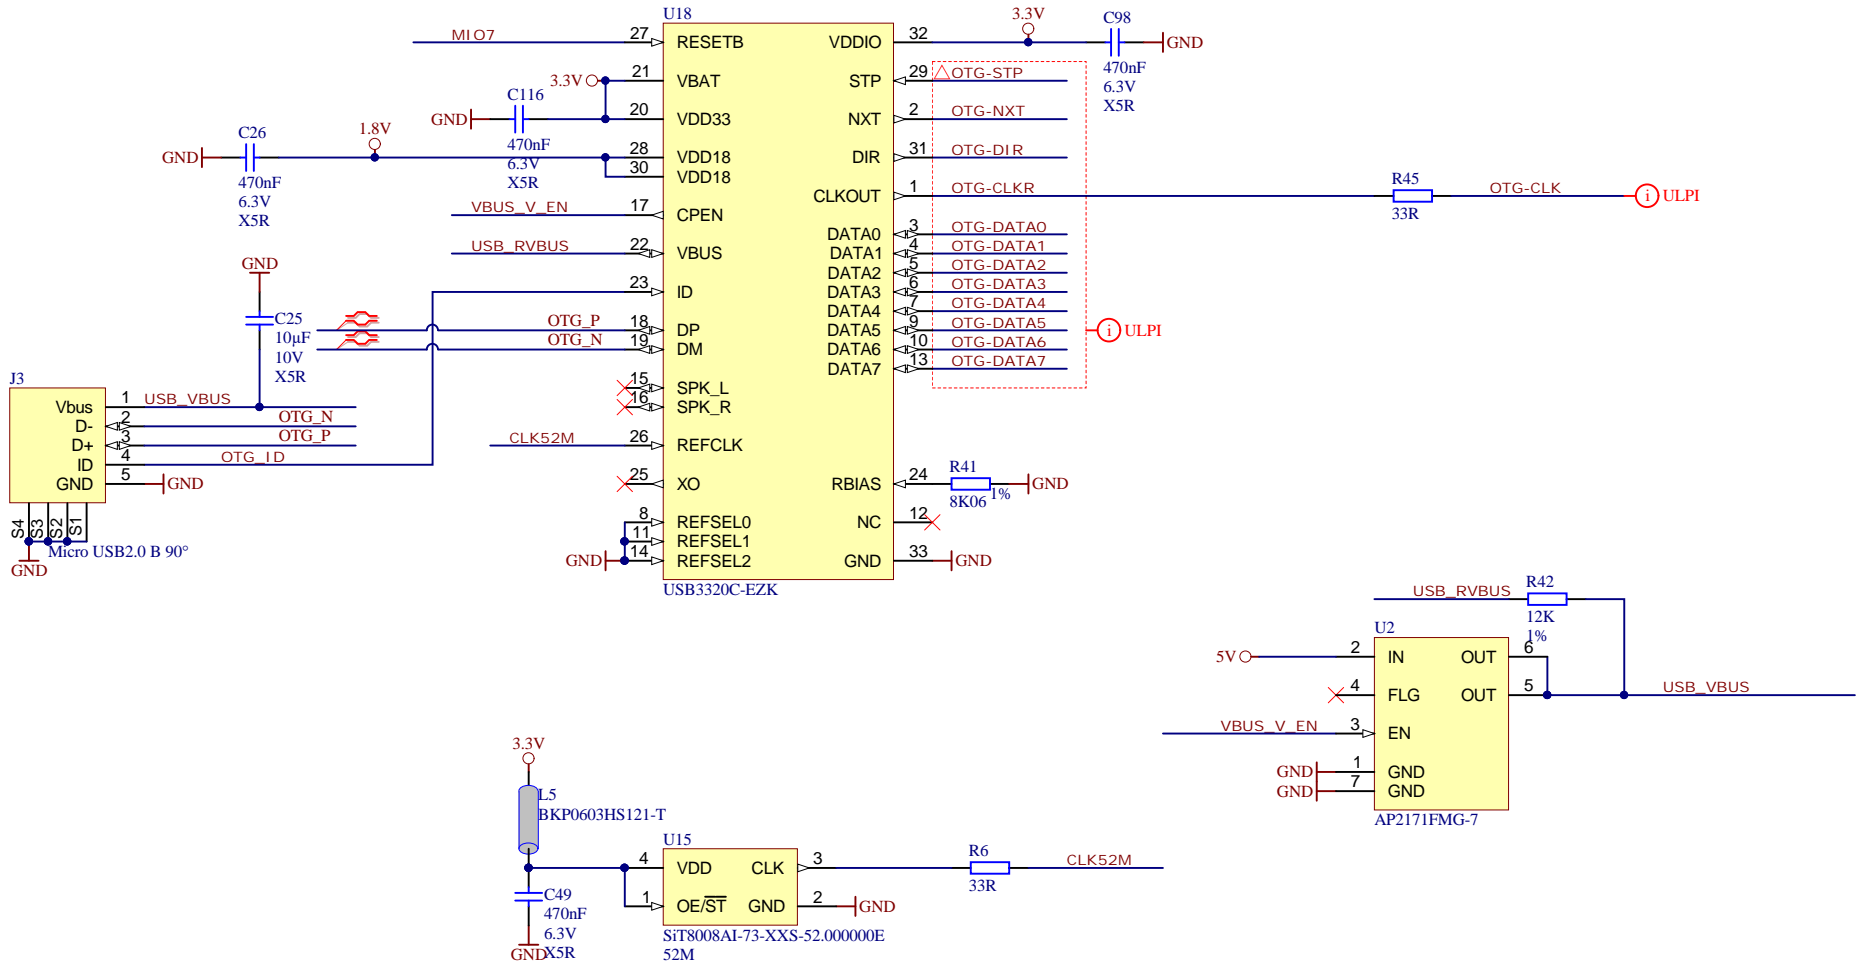 U18
MIO7
27 RESETB
3.3V
21 VBAT
C116
GND
470nF
6.3V
X5R
20 VDD33
C26
GND
470nF
6.3V
X5R
1.8V
28 VDD18
30 VDD18
VBUS_V_EN
17 CPEN
USB_RVBUS
22 VBUS
23 ID
OTG_P
18 DP
OTG_N
19 DM
15 SPK_L
16 SPK_R
CLK52M
26 REFCLK
25 XO
8 REFSEL0
11 REFSEL1
GND
14 REFSEL2
USB3320C-EZK
VDDIO 32
3.3V
C98
GND
470nF
6.3V
X5R
STP 29 OTG-STP
NXT 2 OTG-NXT
DIR 31 OTG-DIR
CLKOUT 1 OTG-CLKR
R45
33R
OTG-CLK
i ULPI
DATA0 3 OTG-DATA0
DATA1 4 OTG-DATA1
DATA2 5 OTG-DATA2
DATA3 6 OTG-DATA3
DATA4 7 OTG-DATA4
DATA5 9 OTG-DATA5
DATA6 10 OTG-DATA6
DATA7 13 OTG-DATA7
i ULPI
RBIAS 24
R41
8K06 1%
GND
NC 12
GND 33 GND
GND
C25
10µF
10V
X5R
J3
Vbus 1 USB_VBUS
D- 2 OTG_N
D+ 3 OTG_P
ID 4 OTG_ID
GND 5 GND
S4 S3 S2 S1
Micro USB2.0 B 90°
GND
USB_RVBUS
R42
12K
1%
U2
5V
2 IN OUT 6
4 FLG OUT 5
USB_VBUS
VBUS_V_EN
3 EN
GND 1 GND
GND 7 GND
AP2171FMG-7
3.3V
L5
BKP0603HS121-T
C49
470nF
6.3V
X5R
GND
U15
4 VDD CLK 3
R6
33R
CLK52M
1 OE/ST GND 2 GND
SiT8008AI-73-XXS-52.000000E
52M